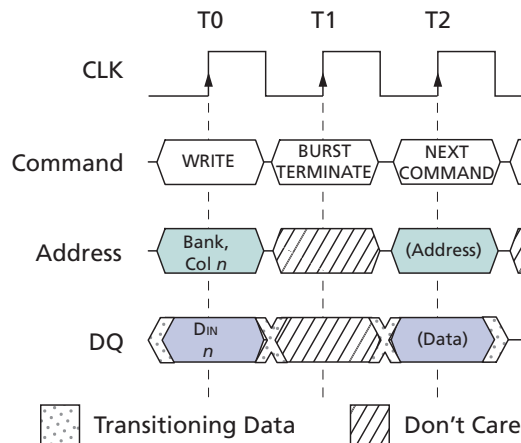 T0 T1 T2
CLK
Command WRITE BURST TERMINATE NEXT COMMAND
Address Bank, Col n (Address)
DQ DIN n (Data)
Transitioning Data Don't Care